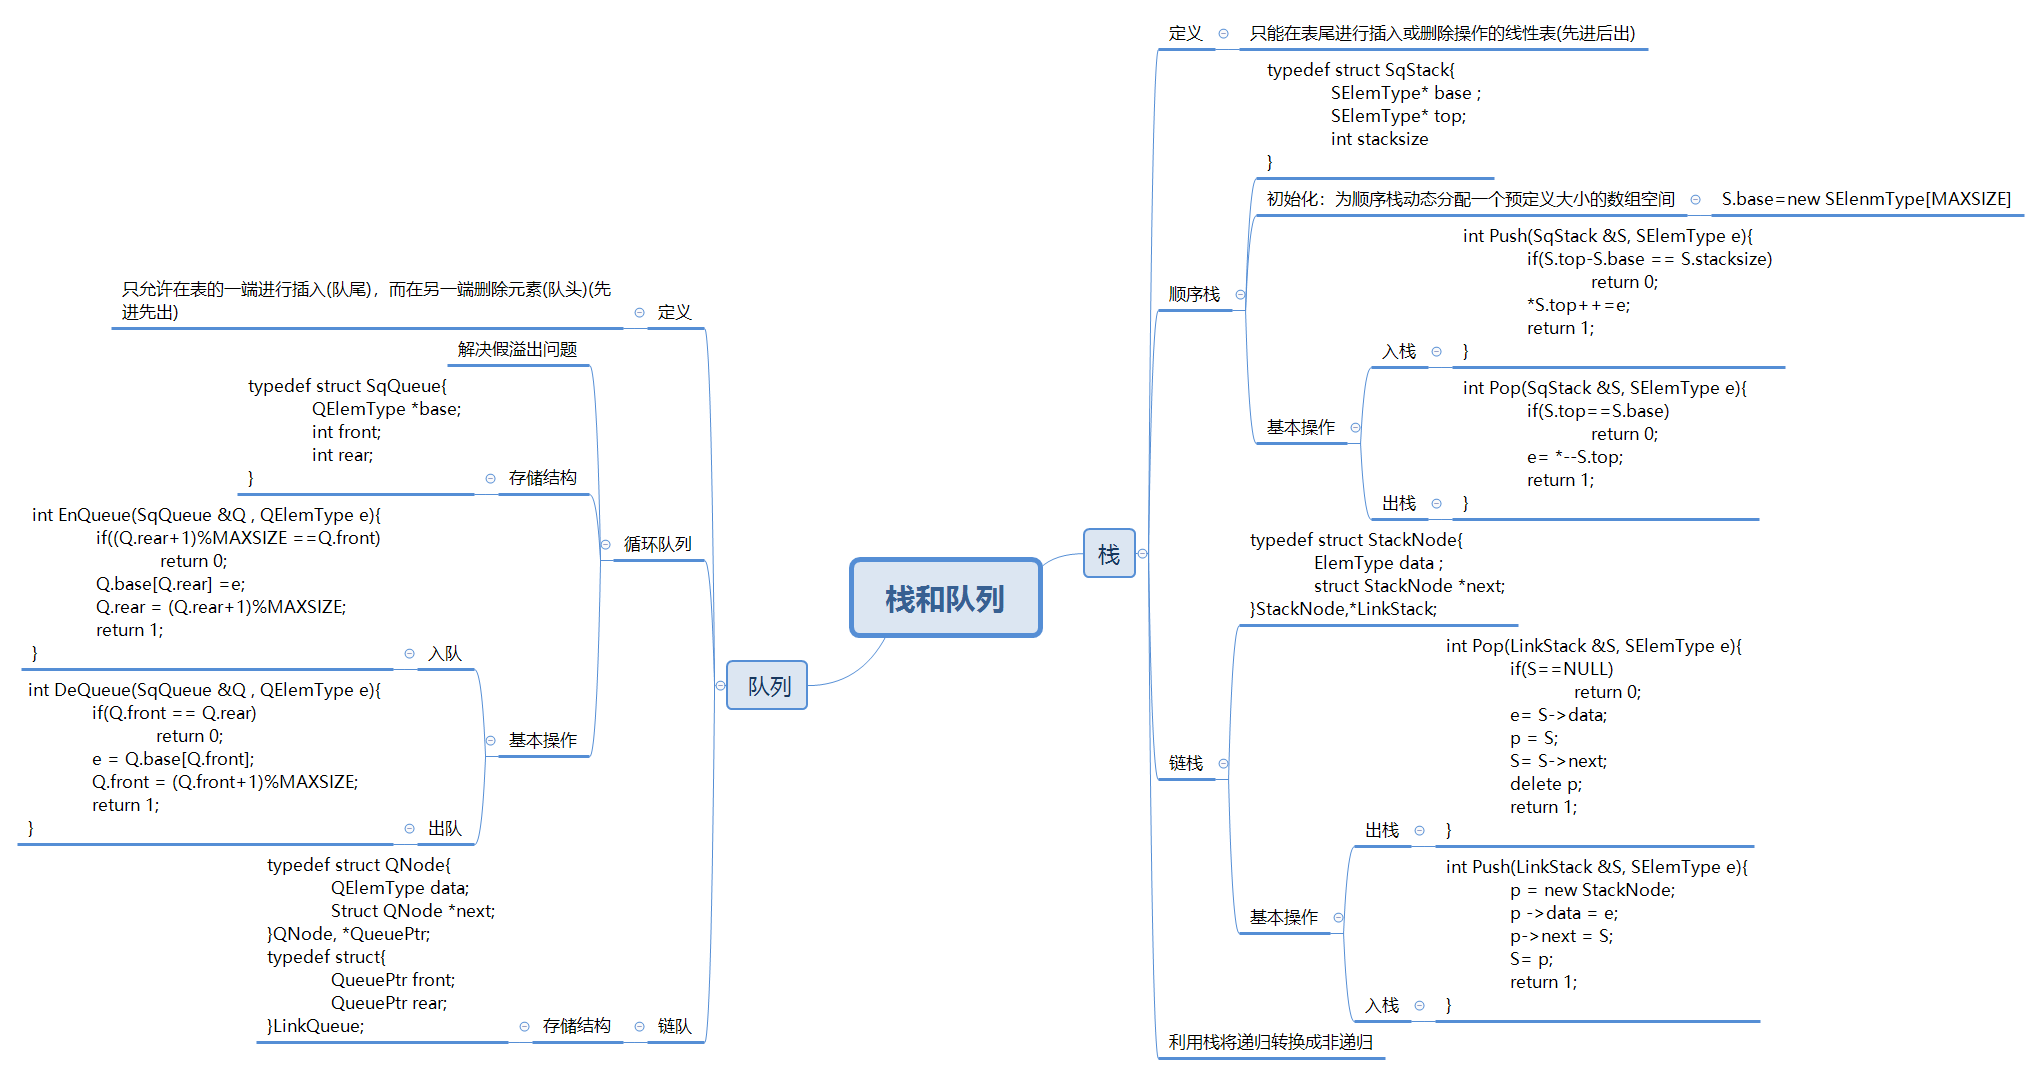 栈和队列
栈
定义
只能在表尾进行插入或删除操作的线性表(先进后出)
顺序栈
typedef struct SqStack{
SElemType* base ;
SElemType* top;
int stacksize
}
初始化：为顺序栈动态分配一个预定义大小的数组空间
S.base=new SElenmType[MAXSIZE]
基本操作
入栈
int Push(SqStack &S, SElemType e){
if(S.top-S.base == S.stacksize)
return 0;
*S.top++=e;
return 1;
}
出栈
int Pop(SqStack &S, SElemType e){
if(S.top==S.base)
return 0;
e= *--S.top;
return 1;
}
链栈
typedef struct StackNode{
ElemType data ;
struct StackNode *next;
}StackNode,*LinkStack;
基本操作
出栈
int Pop(LinkStack &S, SElemType e){
if(S==NULL)
return 0;
e= S->data;
p = S;
S= S->next;
delete p;
return 1;
}
入栈
int Push(LinkStack &S, SElemType e){
p = new StackNode;
p ->data = e;
p->next = S;
S= p;
return 1;
}
利用栈将递归转换成非递归
队列
定义
只允许在表的一端进行插入(队尾)，而在另一端删除元素(队头)(先
进先出)
循环队列
解决假溢出问题
存储结构
typedef struct SqQueue{
QElemType *base;
int front;
int rear;
}
基本操作
入队
int EnQueue(SqQueue &Q , QElemType e){
if((Q.rear+1)%MAXSIZE ==Q.front)
return 0;
Q.base[Q.rear] =e;
Q.rear = (Q.rear+1)%MAXSIZE;
return 1;
}
出队
int DeQueue(SqQueue &Q , QElemType e){
if(Q.front == Q.rear)
return 0;
e = Q.base[Q.front];
Q.front = (Q.front+1)%MAXSIZE;
return 1;
}
链队
存储结构
typedef struct QNode{
QElemType data;
Struct QNode *next;
}QNode, *QueuePtr;
typedef struct{
QueuePtr front;
QueuePtr rear;
}LinkQueue;